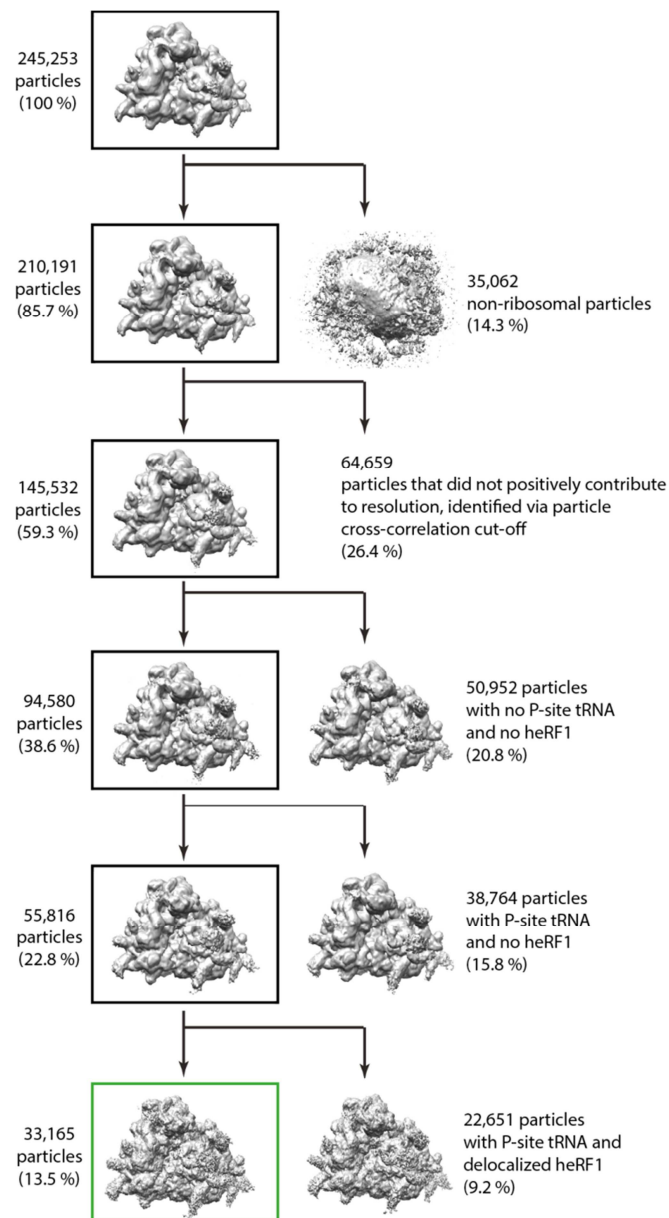 245,253
particles
(100 %)
210,191
particles
(85.7 %)
35,062
non-ribosomal particles
(14.3 %)
145,532
particles
(59.3 %)
64,659
particles that did not positively contribute
to resolution, identified via particle
cross-correlation cut-off
(26.4 %)
94,580
particles
(38.6 %)
50,952 particles
with no P-site tRNA
and no heRF1
(20.8 %)
55,816
particles
(22.8 %)
38,764 particles
with P-site tRNA
and no heRF1
(15.8 %)
33,165
particles
(13.5 %)
22,651 particles
with P-site tRNA and
delocalized heRF1
(9.2 %)